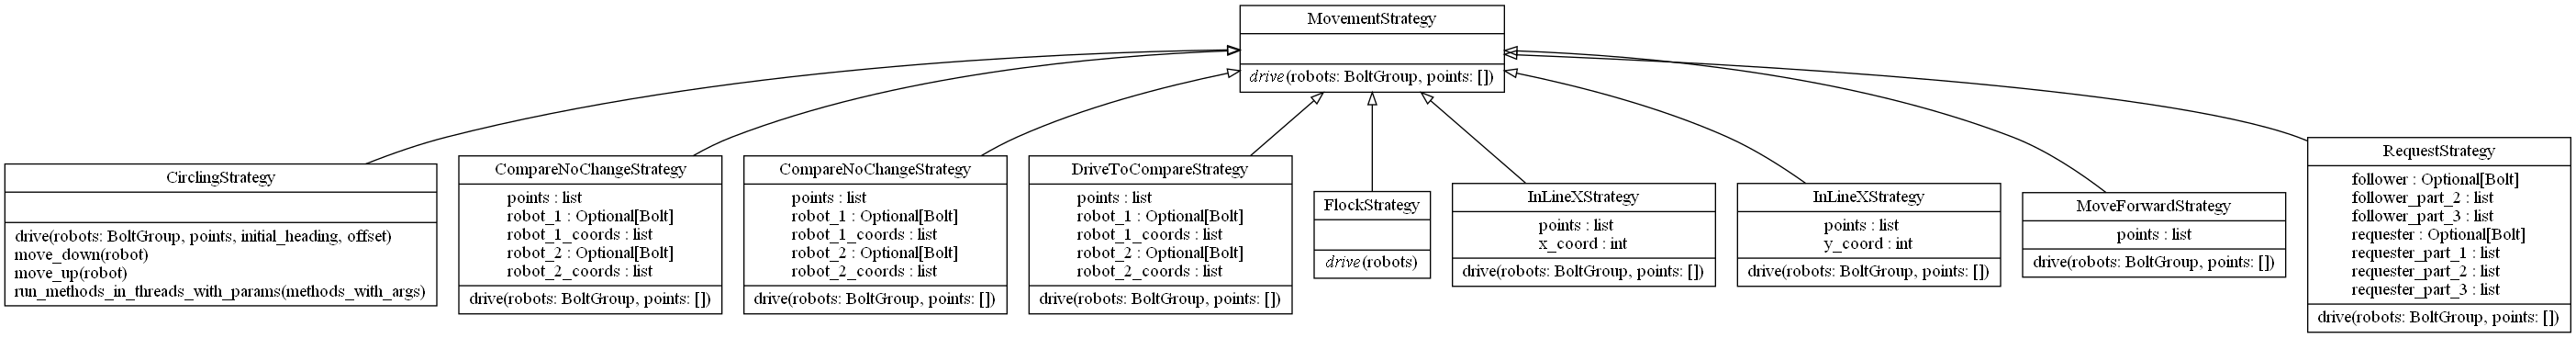 MovementStrategy
drive(robots: BoltGroup, points: [])
CirclingStrategy
drive(robots: BoltGroup, points, initial_heading, offset)
move_down(robot)
move_up(robot)
run_methods_in_threads_with_params(methods_with_args)
CompareNoChangeStrategy
points : list
robot_1 : Optional[Bolt]
robot_1_coords : list
robot_2 : Optional[Bolt]
robot_2_coords : list
drive(robots: BoltGroup, points: [])
CompareNoChangeStrategy
points : list
robot_1 : Optional[Bolt]
robot_1_coords : list
robot_2 : Optional[Bolt]
robot_2_coords : list
drive(robots: BoltGroup, points: [])
DriveToCompareStrategy
points : list
robot_1 : Optional[Bolt]
robot_1_coords : list
robot_2 : Optional[Bolt]
robot_2_coords : list
drive(robots: BoltGroup, points: [])
FlockStrategy
drive(robots)
InLineXStrategy
points : list
x_coord : int
drive(robots: BoltGroup, points: [])
InLineXStrategy
points : list
y_coord : int
drive(robots: BoltGroup, points: [])
MoveForwardStrategy
points : list
drive(robots: BoltGroup, points: [])
RequestStrategy
follower : Optional[Bolt]
follower_part_2 : list
follower_part_3 : list
requester : Optional[Bolt]
requester_part_1 : list
requester_part_2 : list
requester_part_3 : list
drive(robots: BoltGroup, points: [])